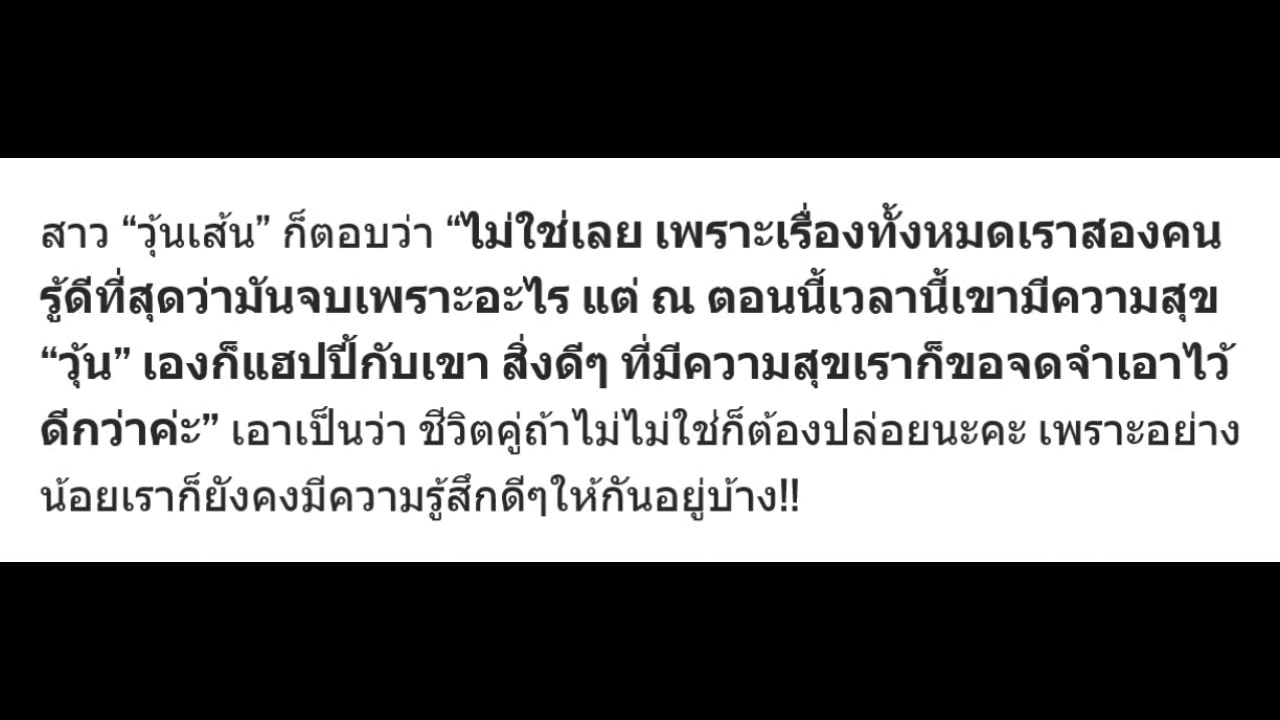 สาว “วุ้นเส้น” ก็ตอบว่า “ไม่ใช่เลย เพราะเรื่องทั้งหมดเราสองคน
รู้ดีที่สุดว่ามันจบเพราะอะไร แต่ ณ ตอนนี้เวลานี้เขามีความสุข
“วุ้น” เองก็แฮปปี้กับเขา สิ่งดีๆ ที่มีความสุขเราก็ขอจดจำเอาไว้
ดีกว่าค่ะ” เอาเป็นว่า ชีวิตคู่ถ้าไม่ไม่ใช่ก็ต้องปล่อยนะคะ เพราะอย่าง
น้อยเราก็ยังคงมีความรู้สึกดีๆให้กันอยู่บ้าง!!